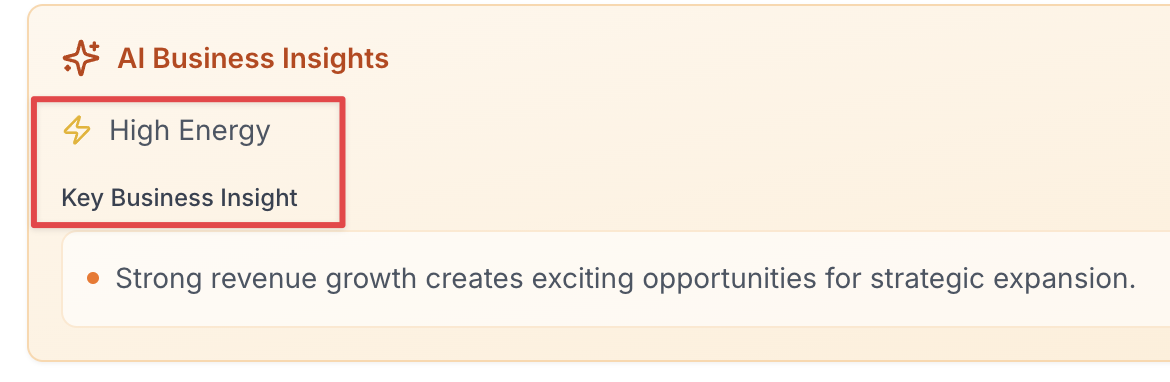 AI Business Insights
High Energy
Key Business Insight
Strong revenue growth creates exciting opportunities for strategic expansion.